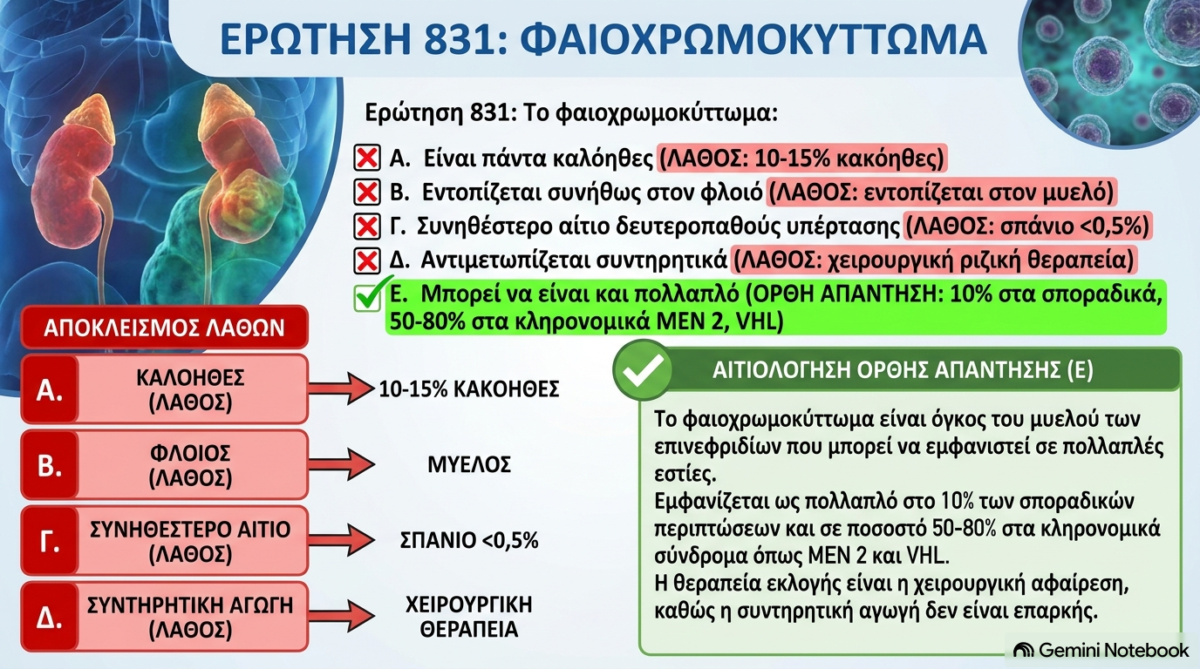 ΕΡΩΤΗΣΗ 831: ΦΑΙΟΧΡΩΜΟΚΥΤΤΩΜΑ
Ερώτηση 831: Το φαιοχρωμοκύττωμα:
Α. Είναι πάντα καλόηθες (ΛΑΘΟΣ: 10-15% κακόηθες)
Β. Εντοπίζεται συνήθως στον φλοιό (ΛΑΘΟΣ: εντοπίζεται στον μυελό)
Γ. Συνηθέστερο αίτιο δευτεροπαθούς υπέρτασης (ΛΑΘΟΣ: σπάνιο <0,5%)
Δ. Αντιμετωπίζεται συντηρητικά (ΛΑΘΟΣ: χειρουργική ριζική θεραπεία)
Ε. Μπορεί να είναι και πολλαπλό (ΟΡΘΗ ΑΠΑΝΤΗΣΗ: 10% στα σποραδικά,
50-80% στα κληρονομικά MEN 2, VHL)
ΑΠΟΚΛΕΙΣΜΟΣ ΛΑΘΩΝ
Α.
ΚΑΛΟΗΘΕΣ
(ΛΑΘΟΣ)
10-15% ΚΑΚΟΗΘΕΣ
Β.
ΦΛΟΙΟΣ
(ΛΑΘΟΣ)
ΜΥΕΛΟΣ
Γ.
ΣΥΝΗΘΕΣΤΕΡΟ ΑΙΤΙΟ
(ΛΑΘΟΣ)
ΣΠΑΝΙΟ <0,5%
Δ.
ΣΥΝΤΗΡΗΤΙΚΗ ΑΓΩΓΗ
(ΛΑΘΟΣ)
ΧΕΙΡΟΥΡΓΙΚΗ
ΘΕΡΑΠΕΙΑ
ΑΙΤΙΟΛΟΓΗΣΗ ΟΡΘΗΣ ΑΠΑΝΤΗΣΗΣ (Ε)
Το φαιοχρωμοκύττωμα είναι όγκος του μυελού των
επινεφριδίων που μπορεί να εμφανιστεί σε πολλαπλές
εστίες.
Εμφανίζεται ως πολλαπλό στο 10% των σποραδικών
περιπτώσεων και σε ποσοστό 50-80% στα κληρονομικά
σύνδρομα όπως MEN 2 και VHL.
Η θεραπεία εκλογής είναι η χειρουργική αφαίρεση,
καθώς η συντηρητική αγωγή δεν είναι επαρκής.
Gemini Notebook